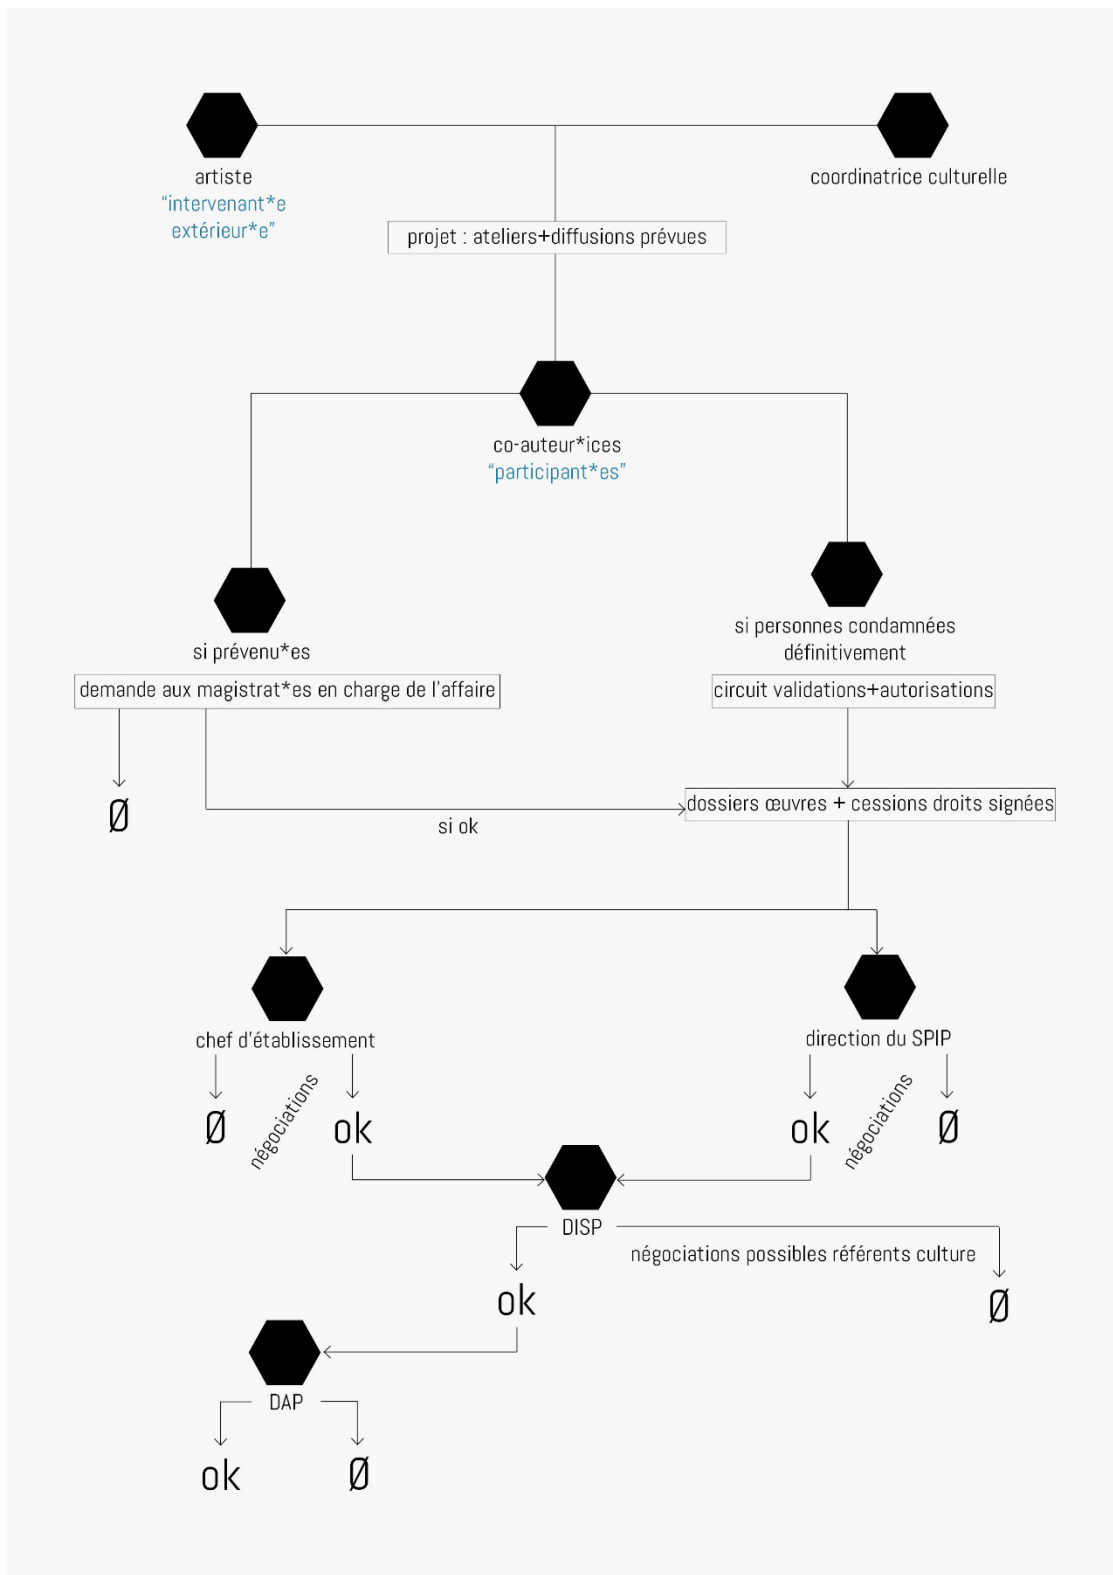 artiste
“intervenant*e
extérieur*e”
coordinatrice culturelle
projet : ateliers+diffusions prévues
co-auteur*ices
“participant*es”
si prévenu*es
demande aux magistrat*es en charge de l'affaire
si personnes condamnées
définitivement
circuit validations+autorisations
Ø
si ok
dossiers œuvres + cessions droits signées
chef d'établissement
direction du SPIP
Ø
négociations
ok
ok
négociations
Ø
DISP
négociations possibles référents culture
ok
Ø
DAP
ok
Ø